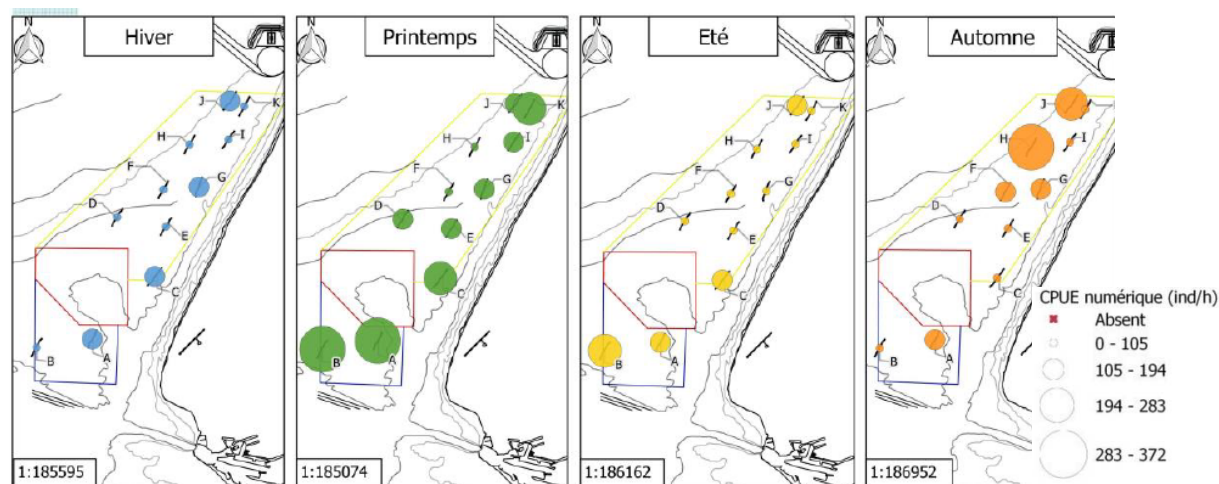 N
Hiver
J
K
H
I
F
G
D
E
C
B
A
1:185595
N
Printemps
J
K
H
I
F
G
D
E
C
B
A
1:185074
N
Eté
J
K
H
I
F
G
D
E
C
B
A
1:186162
N
Automne
J
K
H
I
F
G
D
E
C
B
A
1:186952
CPUE numérique (ind/h)
Absent
0 - 105
105 - 194
194 - 283
283 - 372